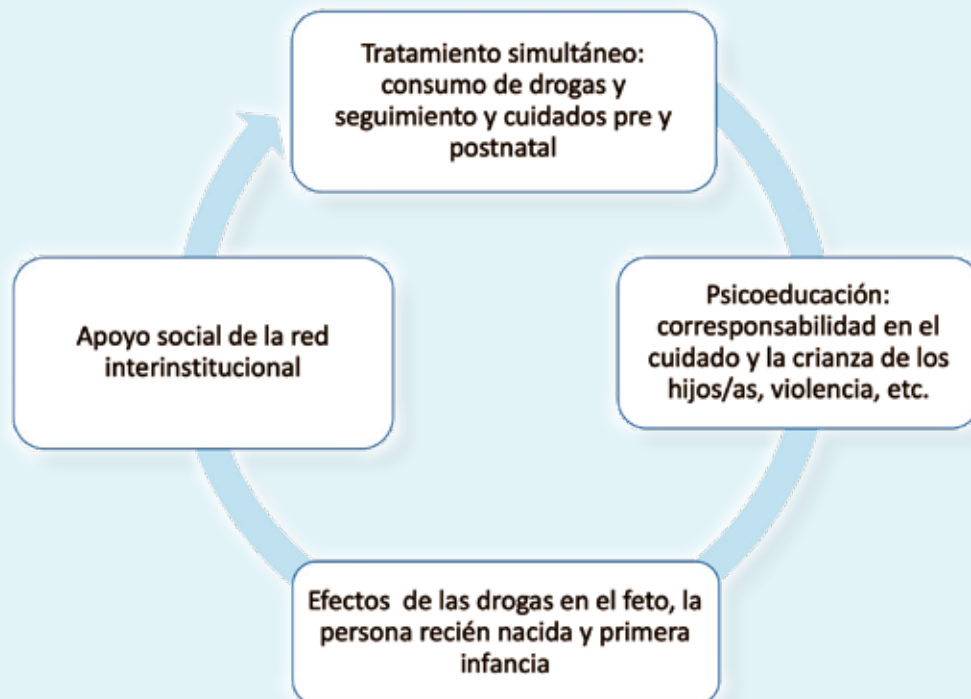 Tratamiento simultáneo:
consumo de drogas y
seguimiento y cuidados pre y
postnatal
Psicoeducación:
corresponsabilidad en el
cuidado y la crianza de los
hijos/as, violencia, etc.
Apoyo social de la red
interinstitucional
Efectos de las drogas en el feto, la
persona recién nacida y primera
infancia